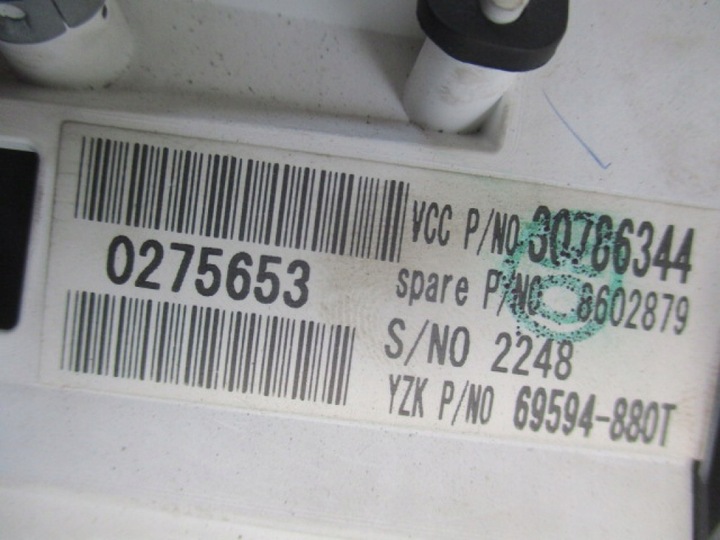 0275653
VCC P/NO 30786344
spare P/NO 8602879
S/NO 2248
YZK P/NO 69594-880T